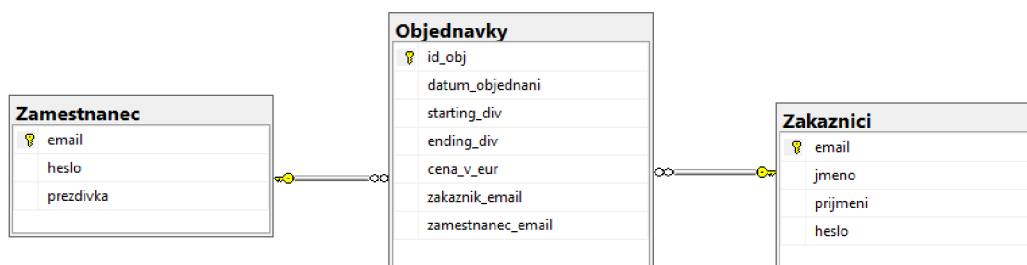 Zamestnanec
email
heslo
prezdivka
Objednavky
id_obj
datum_objednani
starting_div
ending_div
cena_v_eur
zakaznik_email
zamestnanec_email
Zakaznici
email
jmeno
prijmeni
heslo